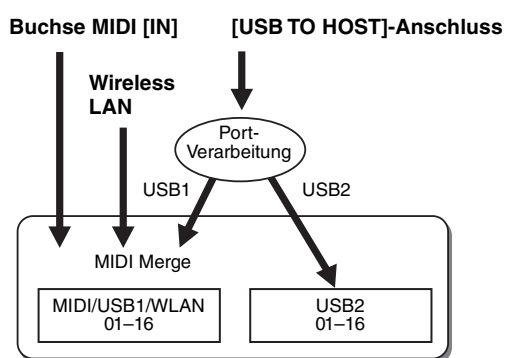 Buchse MIDI [IN]
[USB TO HOST]-Anschluss
Wireless
LAN
Port-
Verarbeitung
USB1
USB2
MIDI Merge
MIDI/USB1/WLAN
01–16
USB2
01–16